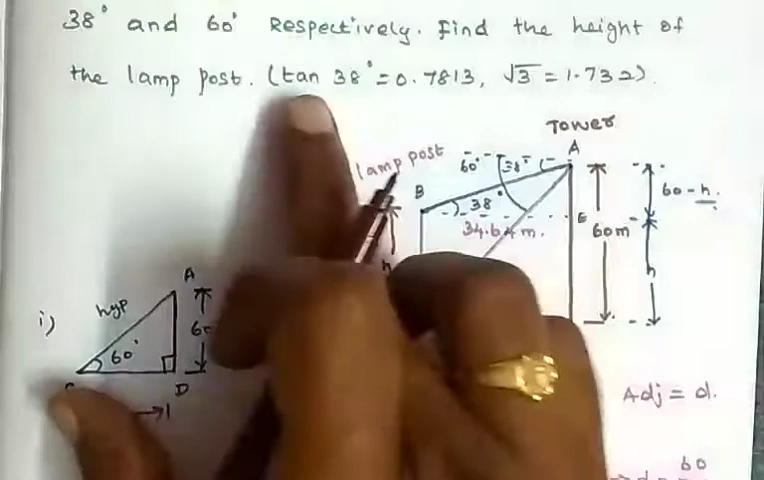 38° and 60° Respectively. Find the height of
the lamp post. (tan 38° = 0.7813, √3 = 1.732)
TOWER
lamp post
60° 38° A
B
38°
60 - h
34.64 m.
E
60m
h
h
i)
hyp
A
60°
D
Adj = d.
60